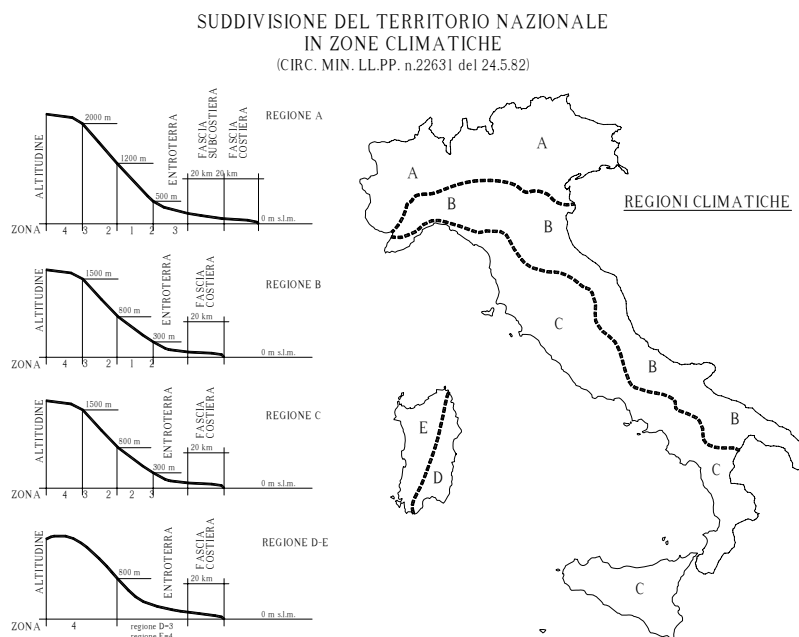 SUDDIVISIONE DEL TERRITORIO NAZIONALE
IN ZONE CLIMATICHE
(CIRC. MIN. LL.PP. n.22631 del 24.5.82)
ALTITUDINE
2000 m
1200 m
500 m
ENTROTERRA
FASCIA
SUBCOSTIERA
FASCIA
COSTIERA
20 km 20 km
REGIONE A
0 m s.l.m.
ZONA 4 3 2 1 2 3
ALTITUDINE
1500 m
800 m
300 m
ENTROTERRA
FASCIA
COSTIERA
20 km
REGIONE B
0 m s.l.m.
ZONA 4 3 2 1 2
ALTITUDINE
1500 m
800 m
300 m
ENTROTERRA
FASCIA
COSTIERA
20 km
REGIONE C
0 m s.l.m.
ZONA 4 3 2 2 3
ALTITUDINE
800 m
ENTROTERRA
FASCIA
COSTIERA
20 km
REGIONE D-E
0 m s.l.m.
ZONA 4
regione D=3
regione E=4
REGIONI CLIMATICHE
A
A
B
B
C
B
B
C
E
D
C